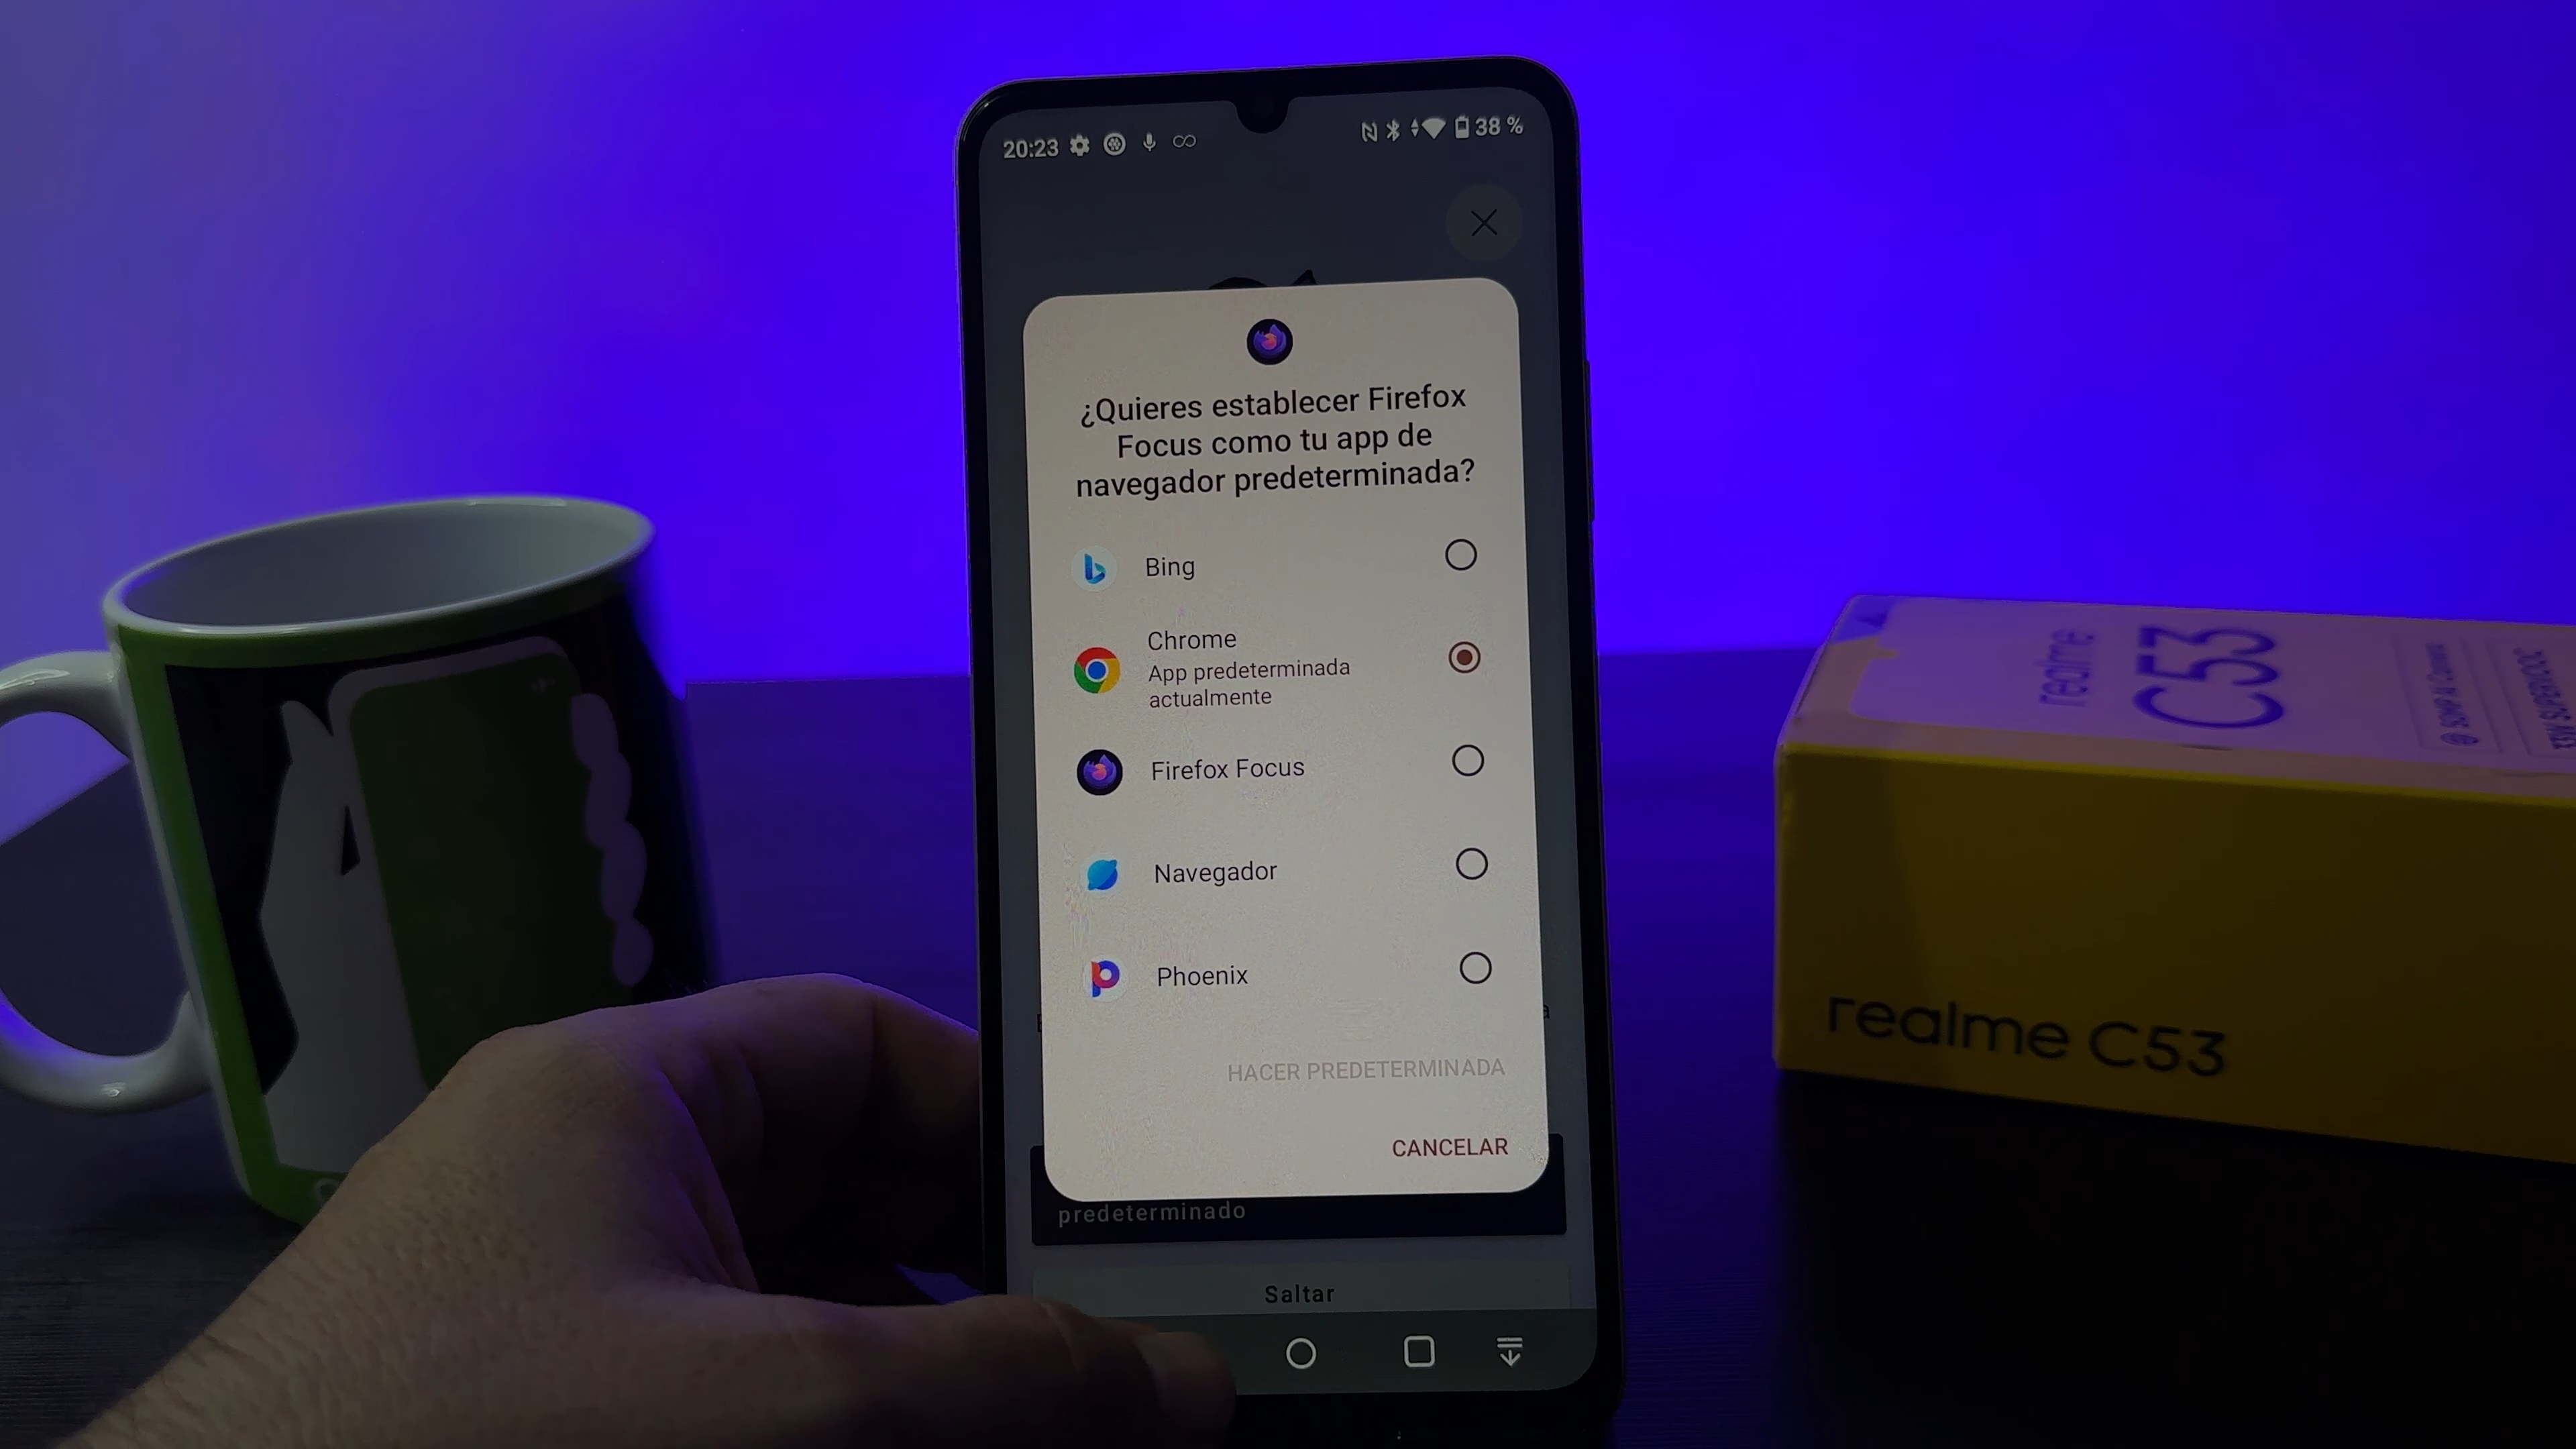 20:23
38 %
¿Quieres establecer Firefox
Focus como tu app de
navegador predeterminada?
Bing
Chrome
App predeterminada
actualmente
Firefox Focus
Navegador
Phoenix
HACER PREDETERMINADA
CANCELAR
predeterminado
Saltar
realme
C53
realme C53